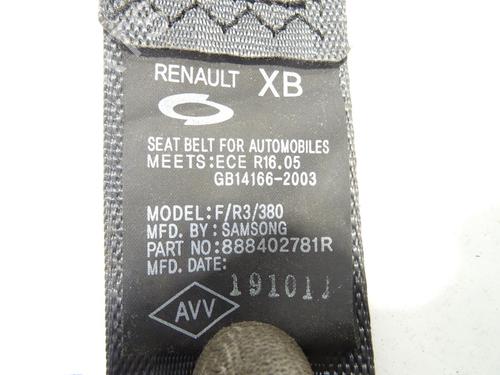 RENAULT XB
SEAT BELT FOR AUTOMOBILES
MEETS:ECE R16.05
GB14166-2003
MODEL:F/R3/380
MFD. BY: SAMSONG
PART NO:888402781R
MFD. DATE:
AVV